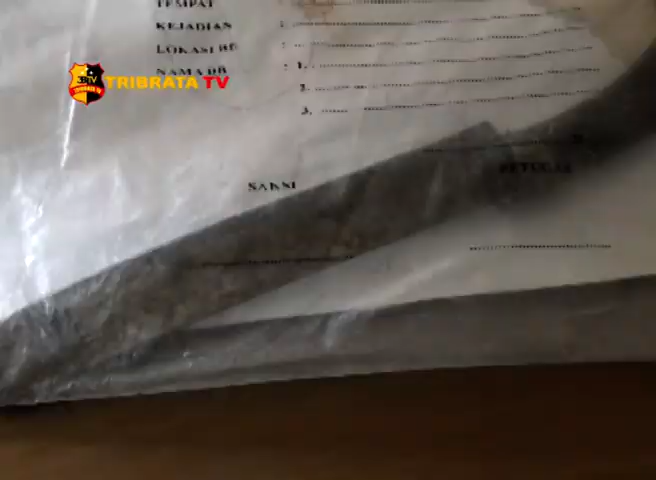 TEMPAT
KEJADIAN :
LOKASI BB :
NAMA BB : 1.
TRIBRATA TV
2.
3.
SAKSI
PETUGAS